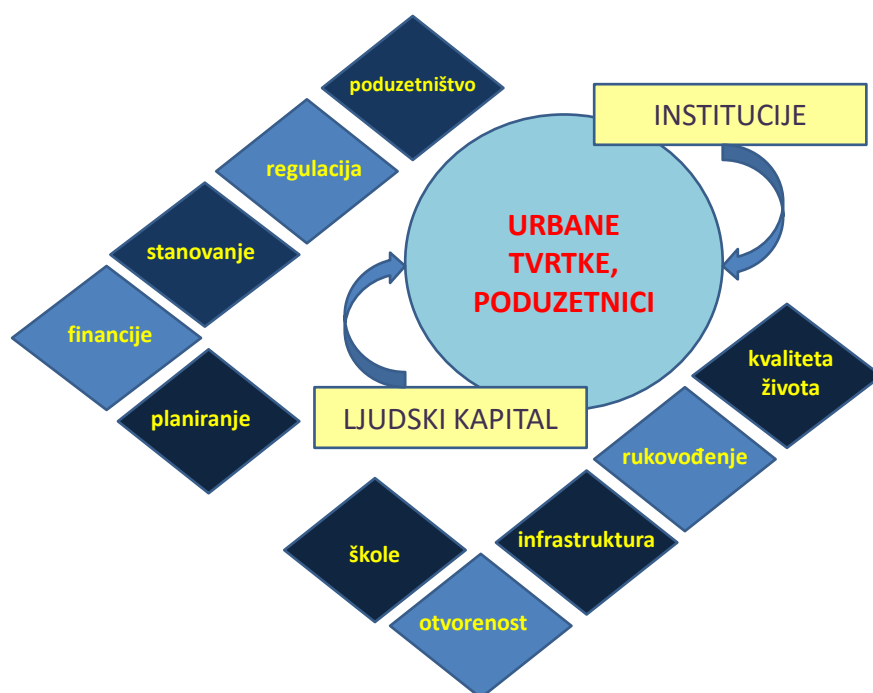 poduzetništvo
INSTITUCIJE
regulacija
URBANE
TVRTKE,
PODUZETNICI
stanovanje
financije
planiranje
LJUDSKI KAPITAL
kvaliteta
života
rukovođenje
infrastruktura
škole
otvorenost